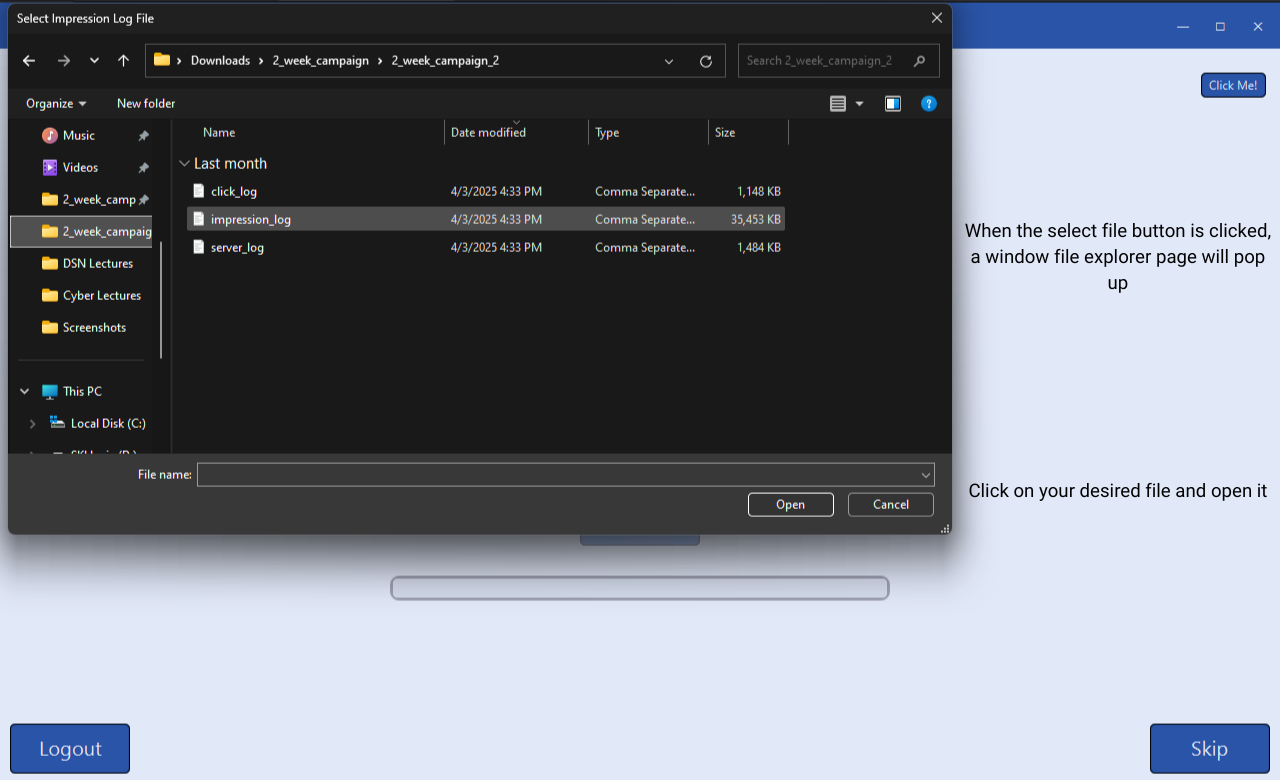 Select Impression Log File
Downloads 2_week_campaign 2_week_campaign_2
Search 2_week_campaign_2
Organize New folder
Click Me!
Music
Videos
2_week_camp
2_week_campaig
DSN Lectures
Cyber Lectures
Screenshots
This PC
Local Disk (C:)
Name Date modified Type Size
Last month
click_log 4/3/2025 4:33 PM Comma Separate... 1,148 KB
impression_log 4/3/2025 4:33 PM Comma Separate... 35,453 KB
server_log 4/3/2025 4:33 PM Comma Separate... 1,484 KB
File name:
Open Cancel
When the select file button is clicked,
a window file explorer page will pop
up
Click on your desired file and open it
Logout
Skip